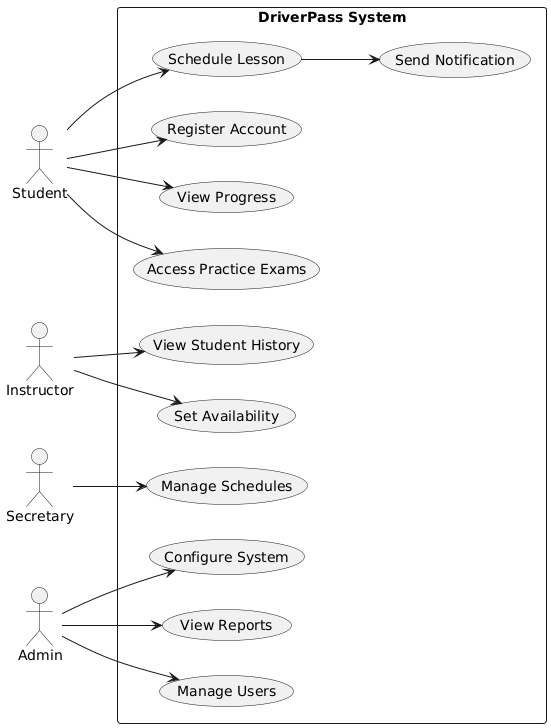 DriverPass System
Schedule Lesson
Send Notification
Register Account
Student
View Progress
Access Practice Exams
View Student History
Instructor
Set Availability
Manage Schedules
Secretary
Configure System
View Reports
Admin
Manage Users